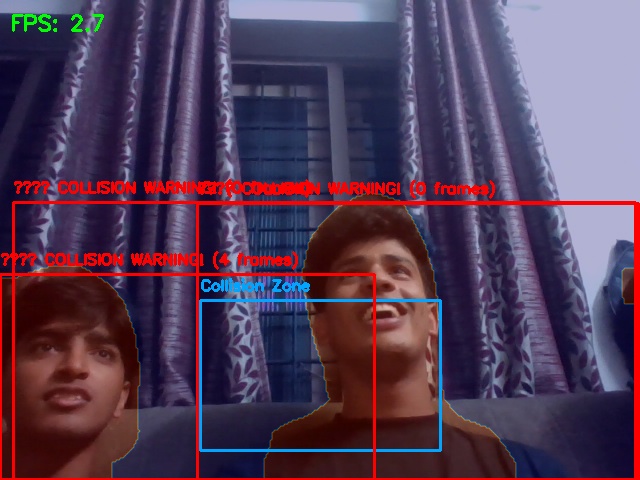 FPS: 2.7
???? COLLISION WARNING! (0 frames)
???? COLLISION WARNING! (4 frames)
Collision Zone